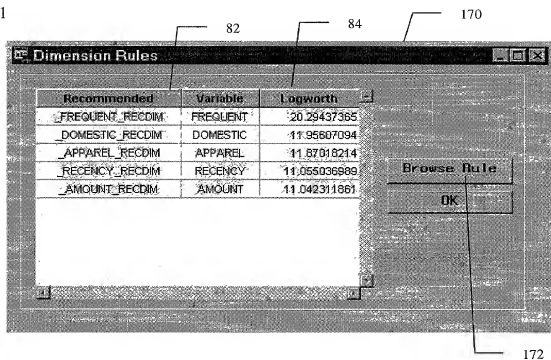 1
82
84
170
Dimension Rules
Recommended Variable Logworth
_FREQUENT_RECDIM FREQUENT 20.29437365
_DOMESTIC_RECDIM DOMESTIC 11.95607094
_APPAREL_RECDIM APPAREL 11.87018214
_RECENCY_RECDIM RECENCY 11.055036989
_AMOUNT_RECDIM AMOUNT 11.042311861
Browse Rule
OK
172